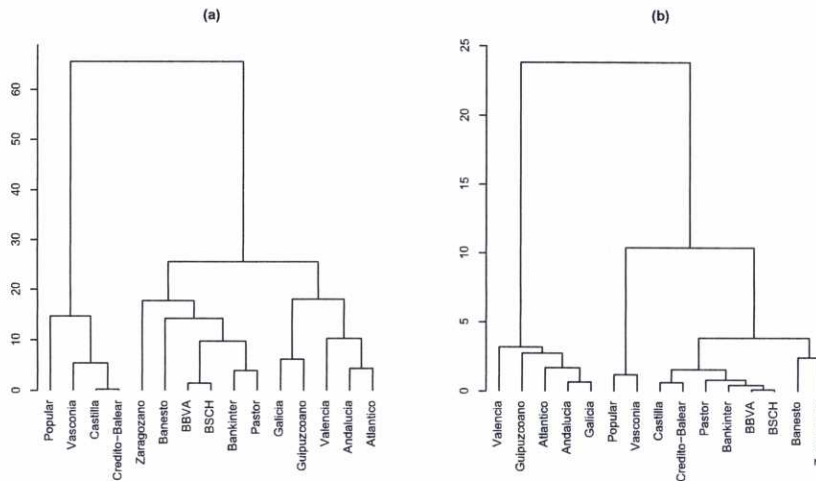 (a)
60
50
40
30
20
10
0
Popular
Vasconia
Castilla
Credito-Balear
Zaragozano
Banesto
BBVA
BSCH
Bankinter
Pastor
Galicia
Guipuzcoano
Valencia
Andalucia
Atlantico
(b)
25
20
15
10
5
0
Valencia
Guipuzcoano
Atlantico
Andalucia
Galicia
Popular
Vasconia
Castilla
Credito-Balear
Pastor
Bankinter
BBVA
BSCH
Banesto